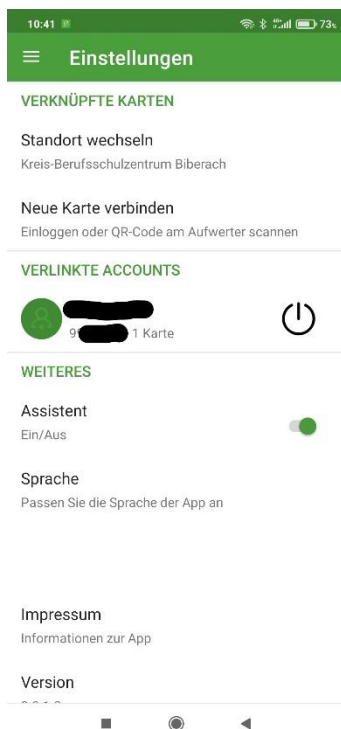 10:41
73%
Einstellungen
VERKNÜPFTE KARTEN
Standort wechseln
Kreis-Berufsschulzentrum Biberach
Neue Karte verbinden
Einloggen oder QR-Code am Aufwerter scannen
VERLINKTE ACCOUNTS
1 Karte
WEITERES
Assistent
Ein/Aus
Sprache
Passen Sie die Sprache der App an
Impressum
Informationen zur App
Version